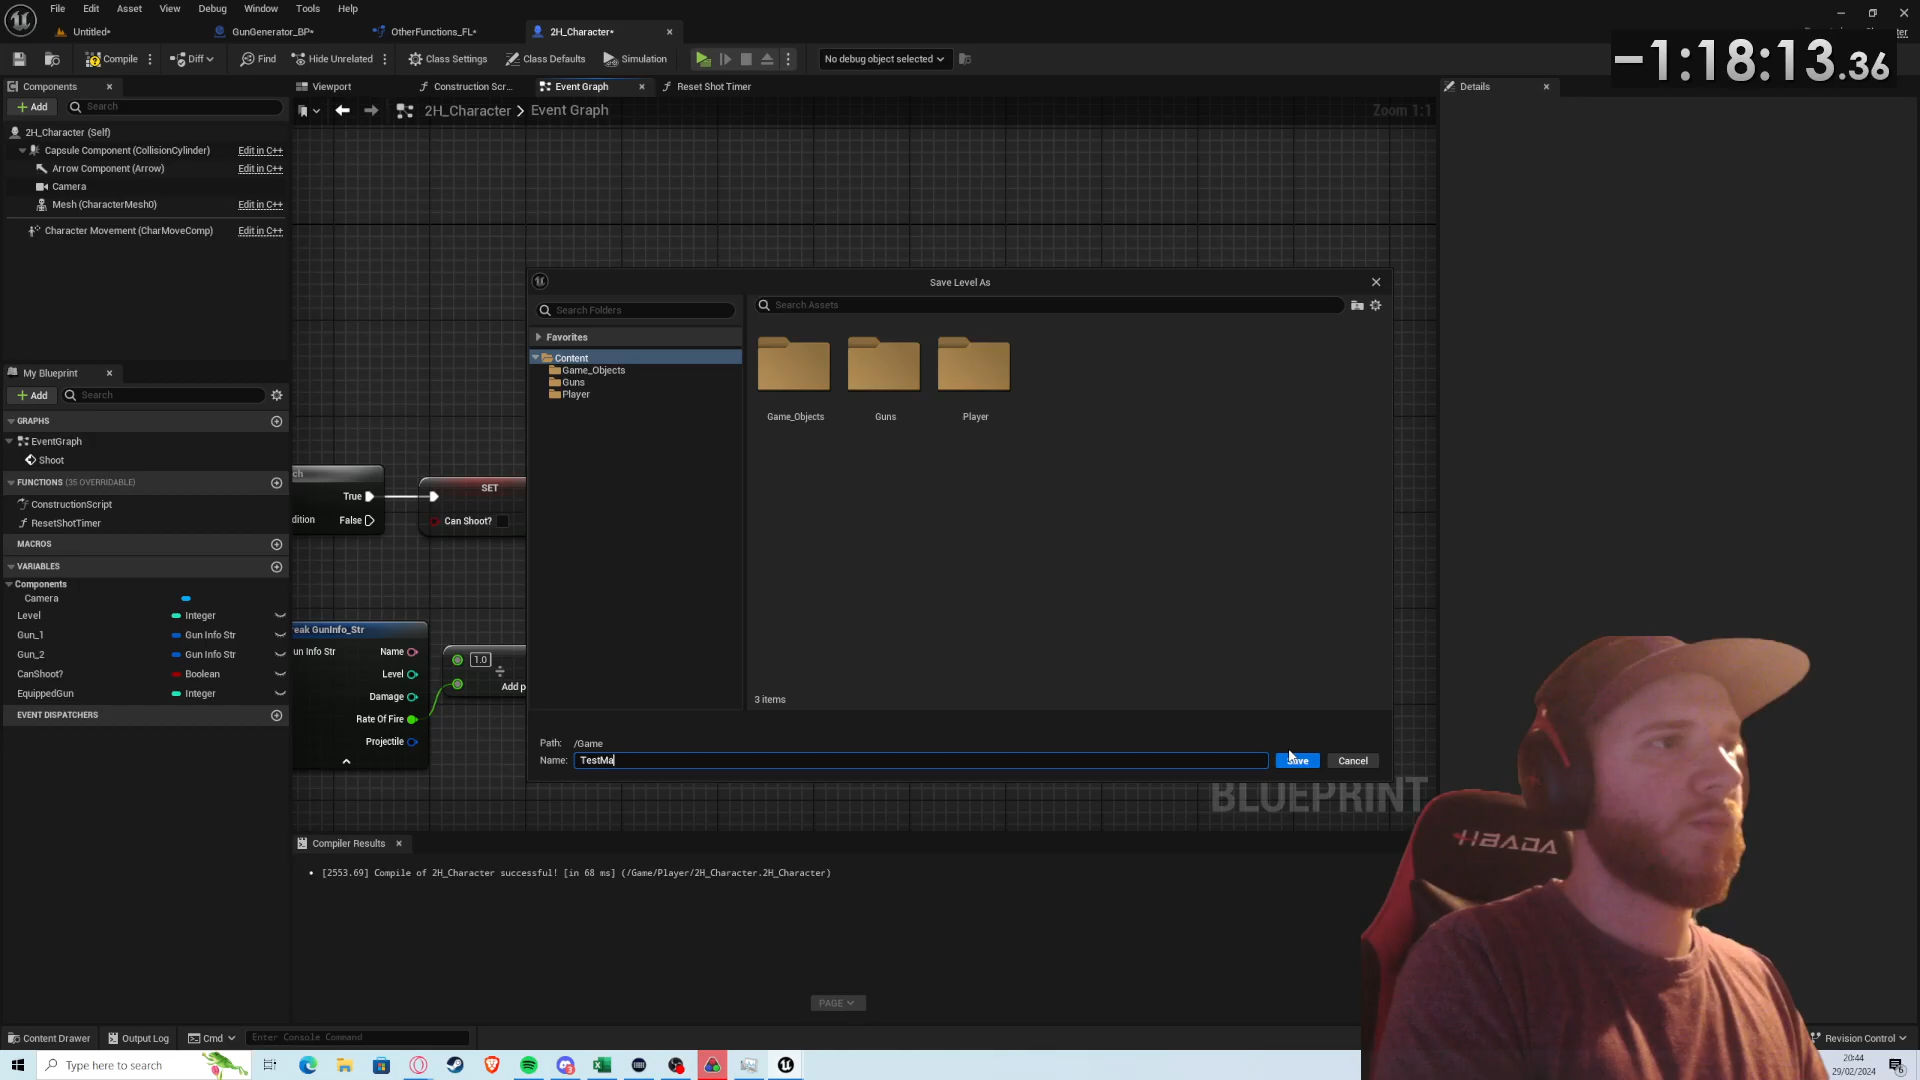 File Edit Asset View Debug Window Tools Help
Untitled* GunGenerator_BP* OtherFunctions_FL* 2H_Character*
Compile Diff Find Hide Unrelated Class Settings Class Defaults Simulation No debug object selected
-1:18:13.36
Components
Viewport Construction Scr... Event Graph Reset Shot Timer
Details
Add Search
2H_Character > Event Graph
Zoom 1:1
2H_Character (Self)
Capsule Component (CollisionCylinder) Edit in C++
Arrow Component (Arrow) Edit in C++
Camera
Mesh (CharacterMesh0) Edit in C++
Character Movement (CharMoveComp) Edit in C++
Save Level As
Search Folders
Search Assets
Favorites
Content
Game_Objects
Guns
Player
Game_Objects Guns Player
3 items
Path: /Game
Name: TestMa
Save Cancel
My Blueprint
Add Search
GRAPHS
EventGraph
Shoot
FUNCTIONS (35 OVERRIDABLE)
ConstructionScript
ResetShotTimer
MACROS
VARIABLES
Components
Camera
Level Integer
Gun_1 Gun Info Str
Gun_2 Gun Info Str
CanShoot? Boolean
EquippedGun Integer
EVENT DISPATCHERS
ch
True
dition False
SET
Can Shoot?
eak GunInfo_Str
un Info Str Name
Level
Damage
Rate Of Fire
Projectile
1.0
Add p
BLUEPRINT
Compiler Results
[2553.69] Compile of 2H_Character successful! [in 68 ms] (/Game/Player/2H_Character.2H_Character)
PAGE
HBADA
Content Drawer Output Log Cmd Enter Console Command
Revision Control
Type here to search
20:44
29/02/2024